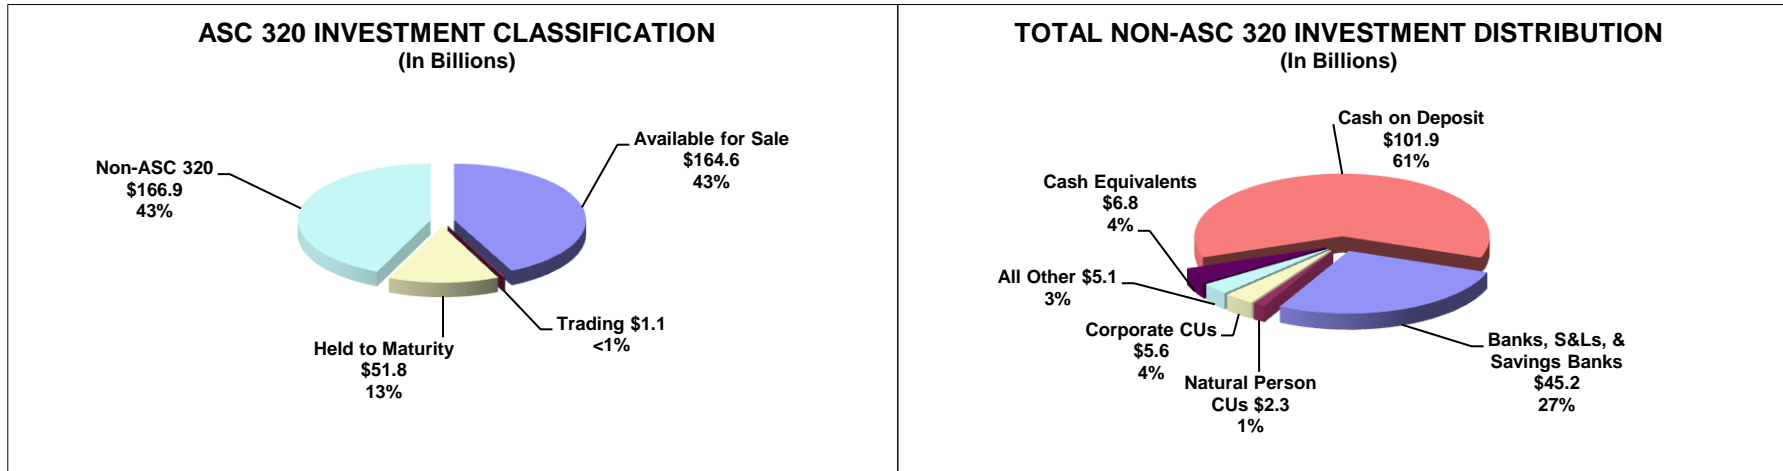 ASC 320 INVESTMENT CLASSIFICATION
(In Billions)
Available for Sale
$164.6
43%
Non-ASC 320
$166.9
43%
Trading $1.1
<1%
Held to Maturity
$51.8
13%
TOTAL NON-ASC 320 INVESTMENT DISTRIBUTION
(In Billions)
Cash on Deposit
$101.9
61%
Cash Equivalents
$6.8
4%
All Other $5.1
3%
Corporate CUs
$5.6
4%
Natural Person
CUs $2.3
1%
Banks, S&Ls, &
Savings Banks
$45.2
27%